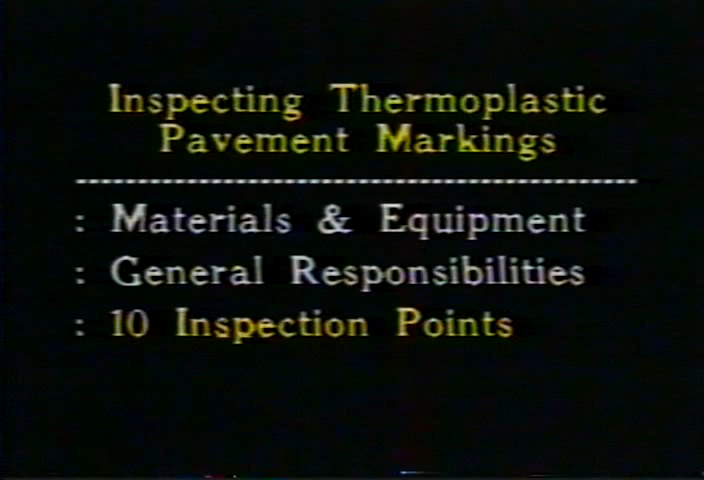 Inspecting Thermoplastic
Pavement Markings
: Materials & Equipment
: General Responsibilities
: 10 Inspection Points